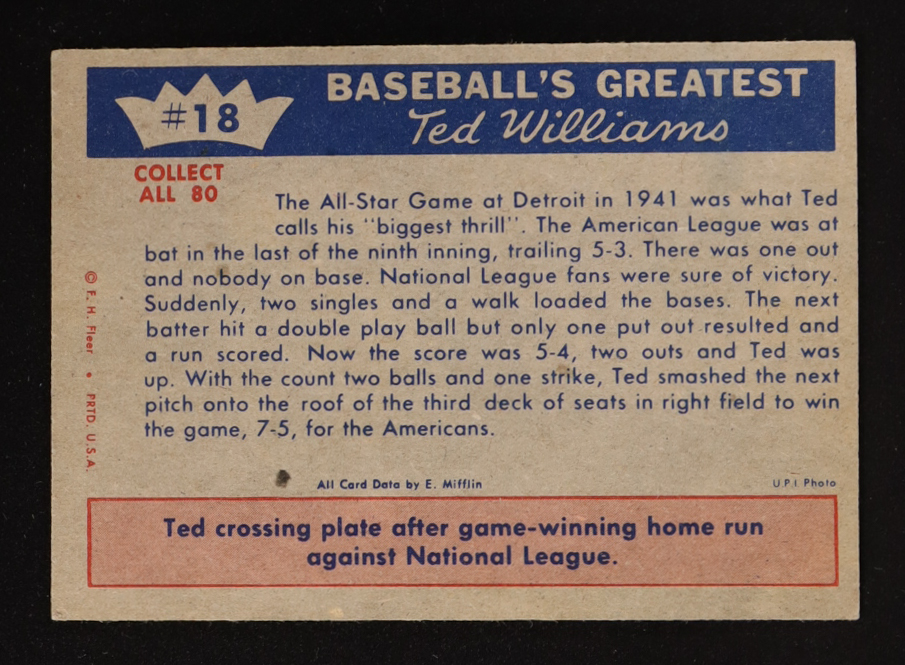 BASEBALL'S GREATEST
#18
Ted Williams
COLLECT
ALL 80
The All-Star Game at Detroit in 1941 was what Ted
calls his "biggest thrill". The American League was at
bat in the last of the ninth inning, trailing 5-3. There was one out
and nobody on base. National League fans were sure of victory.
Suddenly, two singles and a walk loaded the bases. The next
batter hit a double play ball but only one put out resulted and
a run scored. Now the score was 5-4, two outs and Ted was
up. With the count two balls and one strike, Ted smashed the next
pitch onto the roof of the third deck of seats in right field to win
the game, 7-5, for the Americans.
© F. H. Fleer • PRTD. U.S.A.
All Card Data by E. Mifflin
UPI Photo
Ted crossing plate after game-winning home run
against National League.